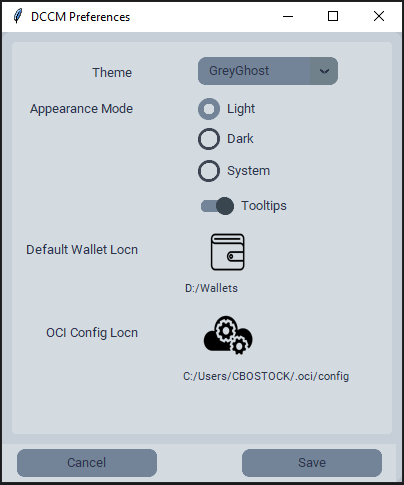 DCCM Preferences
Theme
GreyGhost
Appearance Mode
Light
Dark
System
Tooltips
Default Wallet Locn
D:/Wallets
OCI Config Locn
C:/Users/CBOSTOCK/.oci/config
Cancel
Save